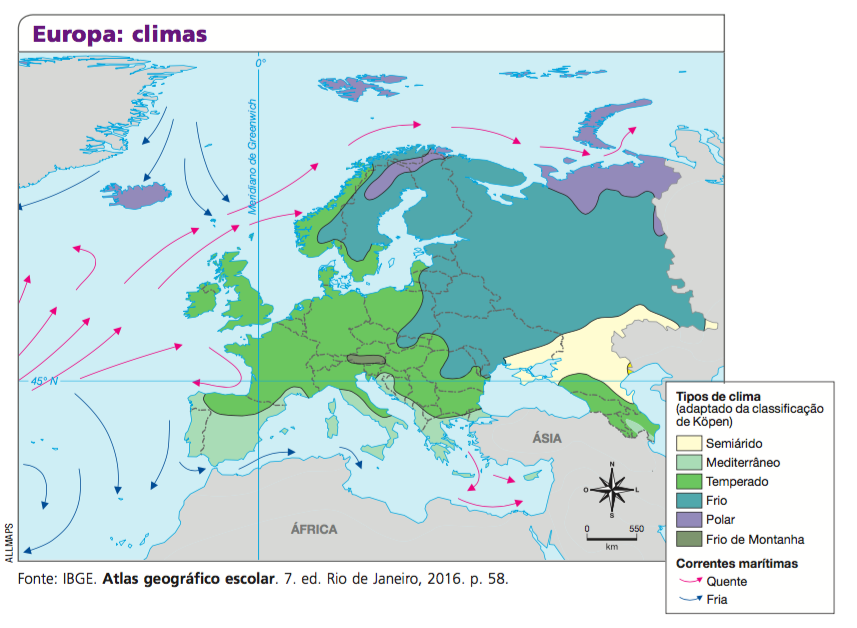 Europa: climas
0°
Meridiano de Greenwich
45° N
ÁSIA
ÁFRICA
N
O
L
S
0
550
km
Tipos de clima
(adaptado da classificação
de Köpen)
Semiárido
Mediterrâneo
Temperado
Frio
Polar
Frio de Montanha
Correntes marítimas
Quente
Fria
ALLMAPS
Fonte: IBGE. Atlas geográfico escolar. 7. ed. Rio de Janeiro, 2016. p. 58.